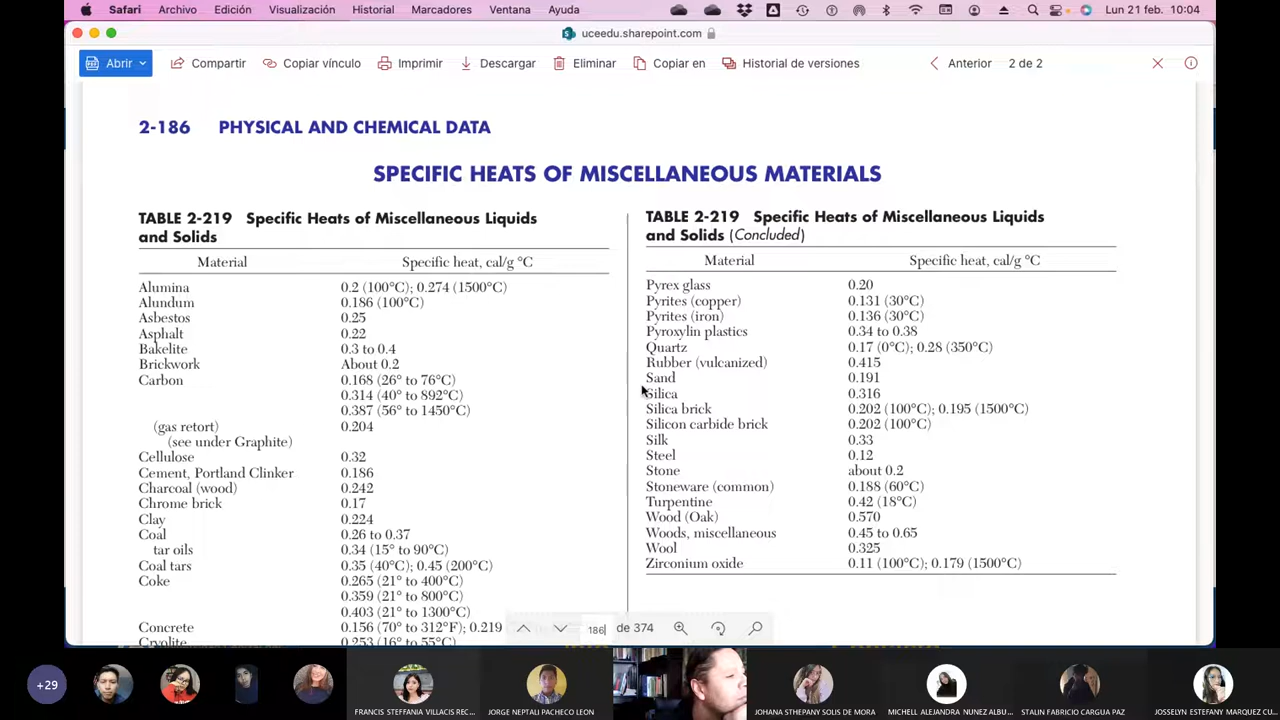 Safari Archivo Edición Visualización Historial Marcadores Ventana Ayuda Lun 21 feb. 10:04
uceedu.sharepoint.com
Abrir Compartir Copiar vínculo Imprimir Descargar Eliminar Copiar en Historial de versiones Anterior 2 de 2
2-186 PHYSICAL AND CHEMICAL DATA
SPECIFIC HEATS OF MISCELLANEOUS MATERIALS
TABLE 2-219 Specific Heats of Miscellaneous Liquids
and Solids
Material Specific heat, cal/g °C
Alumina 0.2 (100°C); 0.274 (1500°C)
Alundum 0.186 (100°C)
Asbestos 0.25
Asphalt 0.22
Bakelite 0.3 to 0.4
Brickwork About 0.2
Carbon 0.168 (26° to 76°C)
0.314 (40° to 892°C)
0.387 (56° to 1450°C)
(gas retort) 0.204
(see under Graphite)
Cellulose 0.32
Cement, Portland Clinker 0.186
Charcoal (wood) 0.242
Chrome brick 0.17
Clay 0.224
Coal 0.26 to 0.37
tar oils 0.34 (15° to 90°C)
Coal tars 0.35 (40°C); 0.45 (200°C)
Coke 0.265 (21° to 400°C)
0.359 (21° to 800°C)
0.403 (21° to 1300°C)
Concrete 0.156 (70° to 312°F); 0.219
Cryolite 0.253 (16° to 55°C)
TABLE 2-219 Specific Heats of Miscellaneous Liquids
and Solids (Concluded)
Material Specific heat, cal/g °C
Pyrex glass 0.20
Pyrites (copper) 0.131 (30°C)
Pyrites (iron) 0.136 (30°C)
Pyroxylin plastics 0.34 to 0.38
Quartz 0.17 (0°C); 0.28 (350°C)
Rubber (vulcanized) 0.415
Sand 0.191
Silica 0.316
Silica brick 0.202 (100°C); 0.195 (1500°C)
Silicon carbide brick 0.202 (100°C)
Silk 0.33
Steel 0.12
Stone about 0.2
Stoneware (common) 0.188 (60°C)
Turpentine 0.42 (18°C)
Wood (Oak) 0.570
Woods, miscellaneous 0.45 to 0.65
Wool 0.325
Zirconium oxide 0.11 (100°C); 0.179 (1500°C)
186 de 374
+29
FRANCIS STEFFANIA VILLACIS REC...
JORGE NEPTALI PACHECO LEON
JOHANA STHEPANY SOLIS DE MORA
MICHELL ALEJANDRA NUNEZ ALBU...
STALIN FABRICIO CARGUA PAZ
JOSSELYN ESTEFANY MARQUEZ CU...